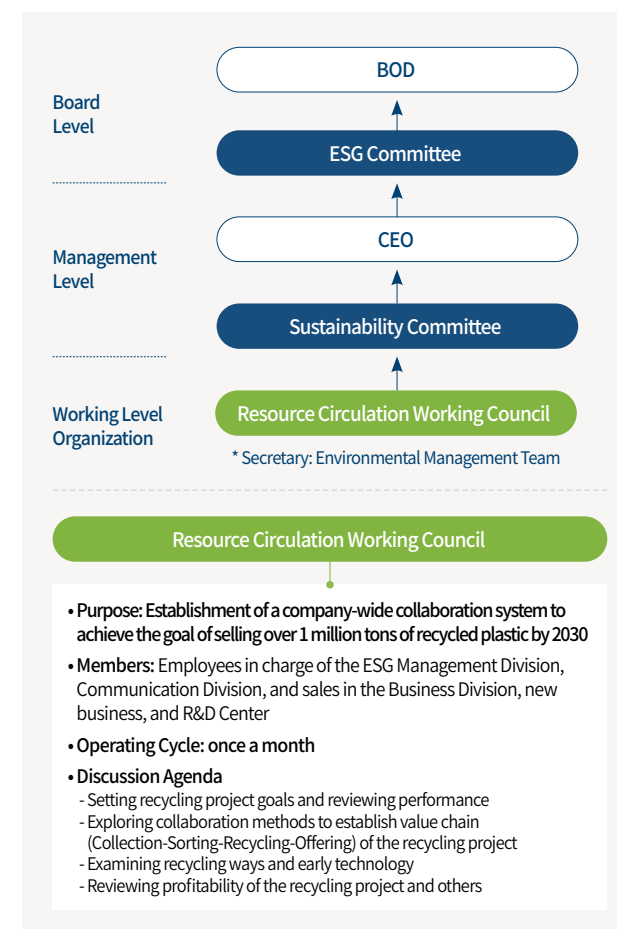 BOD
Board
Level
ESG Committee
CEO
Management
Level
Sustainability Committee
Working Level
Organization
Resource Circulation Working Council
* Secretary: Environmental Management Team
Resource Circulation Working Council
• Purpose: Establishment of a company-wide collaboration system to
achieve the goal of selling over 1 million tons of recycled plastic by 2030
• Members: Employees in charge of the ESG Management Division,
Communication Division, and sales in the Business Division, new
business, and R&D Center
• Operating Cycle: once a month
• Discussion Agenda
- Setting recycling project goals and reviewing performance
- Exploring collaboration methods to establish value chain
(Collection-Sorting-Recycling-Offering) of the recycling project
- Examining recycling ways and early technology
- Reviewing profitability of the recycling project and others